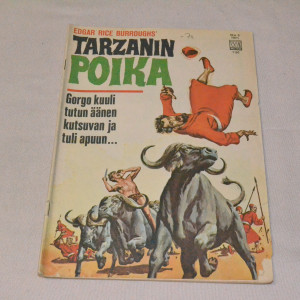 EDGAR RICE BURROUGHS'
TARZANIN
POIKA
Gorgo kuuli
tutun äänen
kutsuvan ja
tuli apuun...